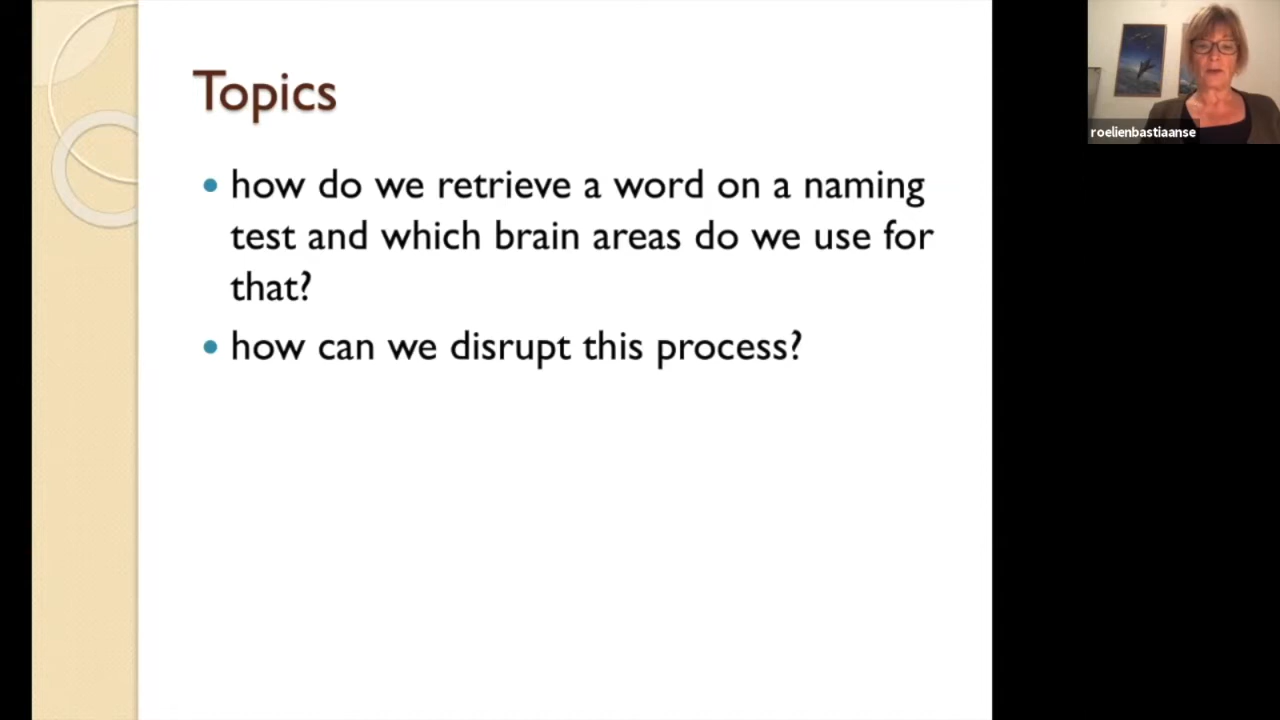 Topics
how do we retrieve a word on a naming
test and which brain areas do we use for
that?
how can we disrupt this process?
roelienbastiaanse